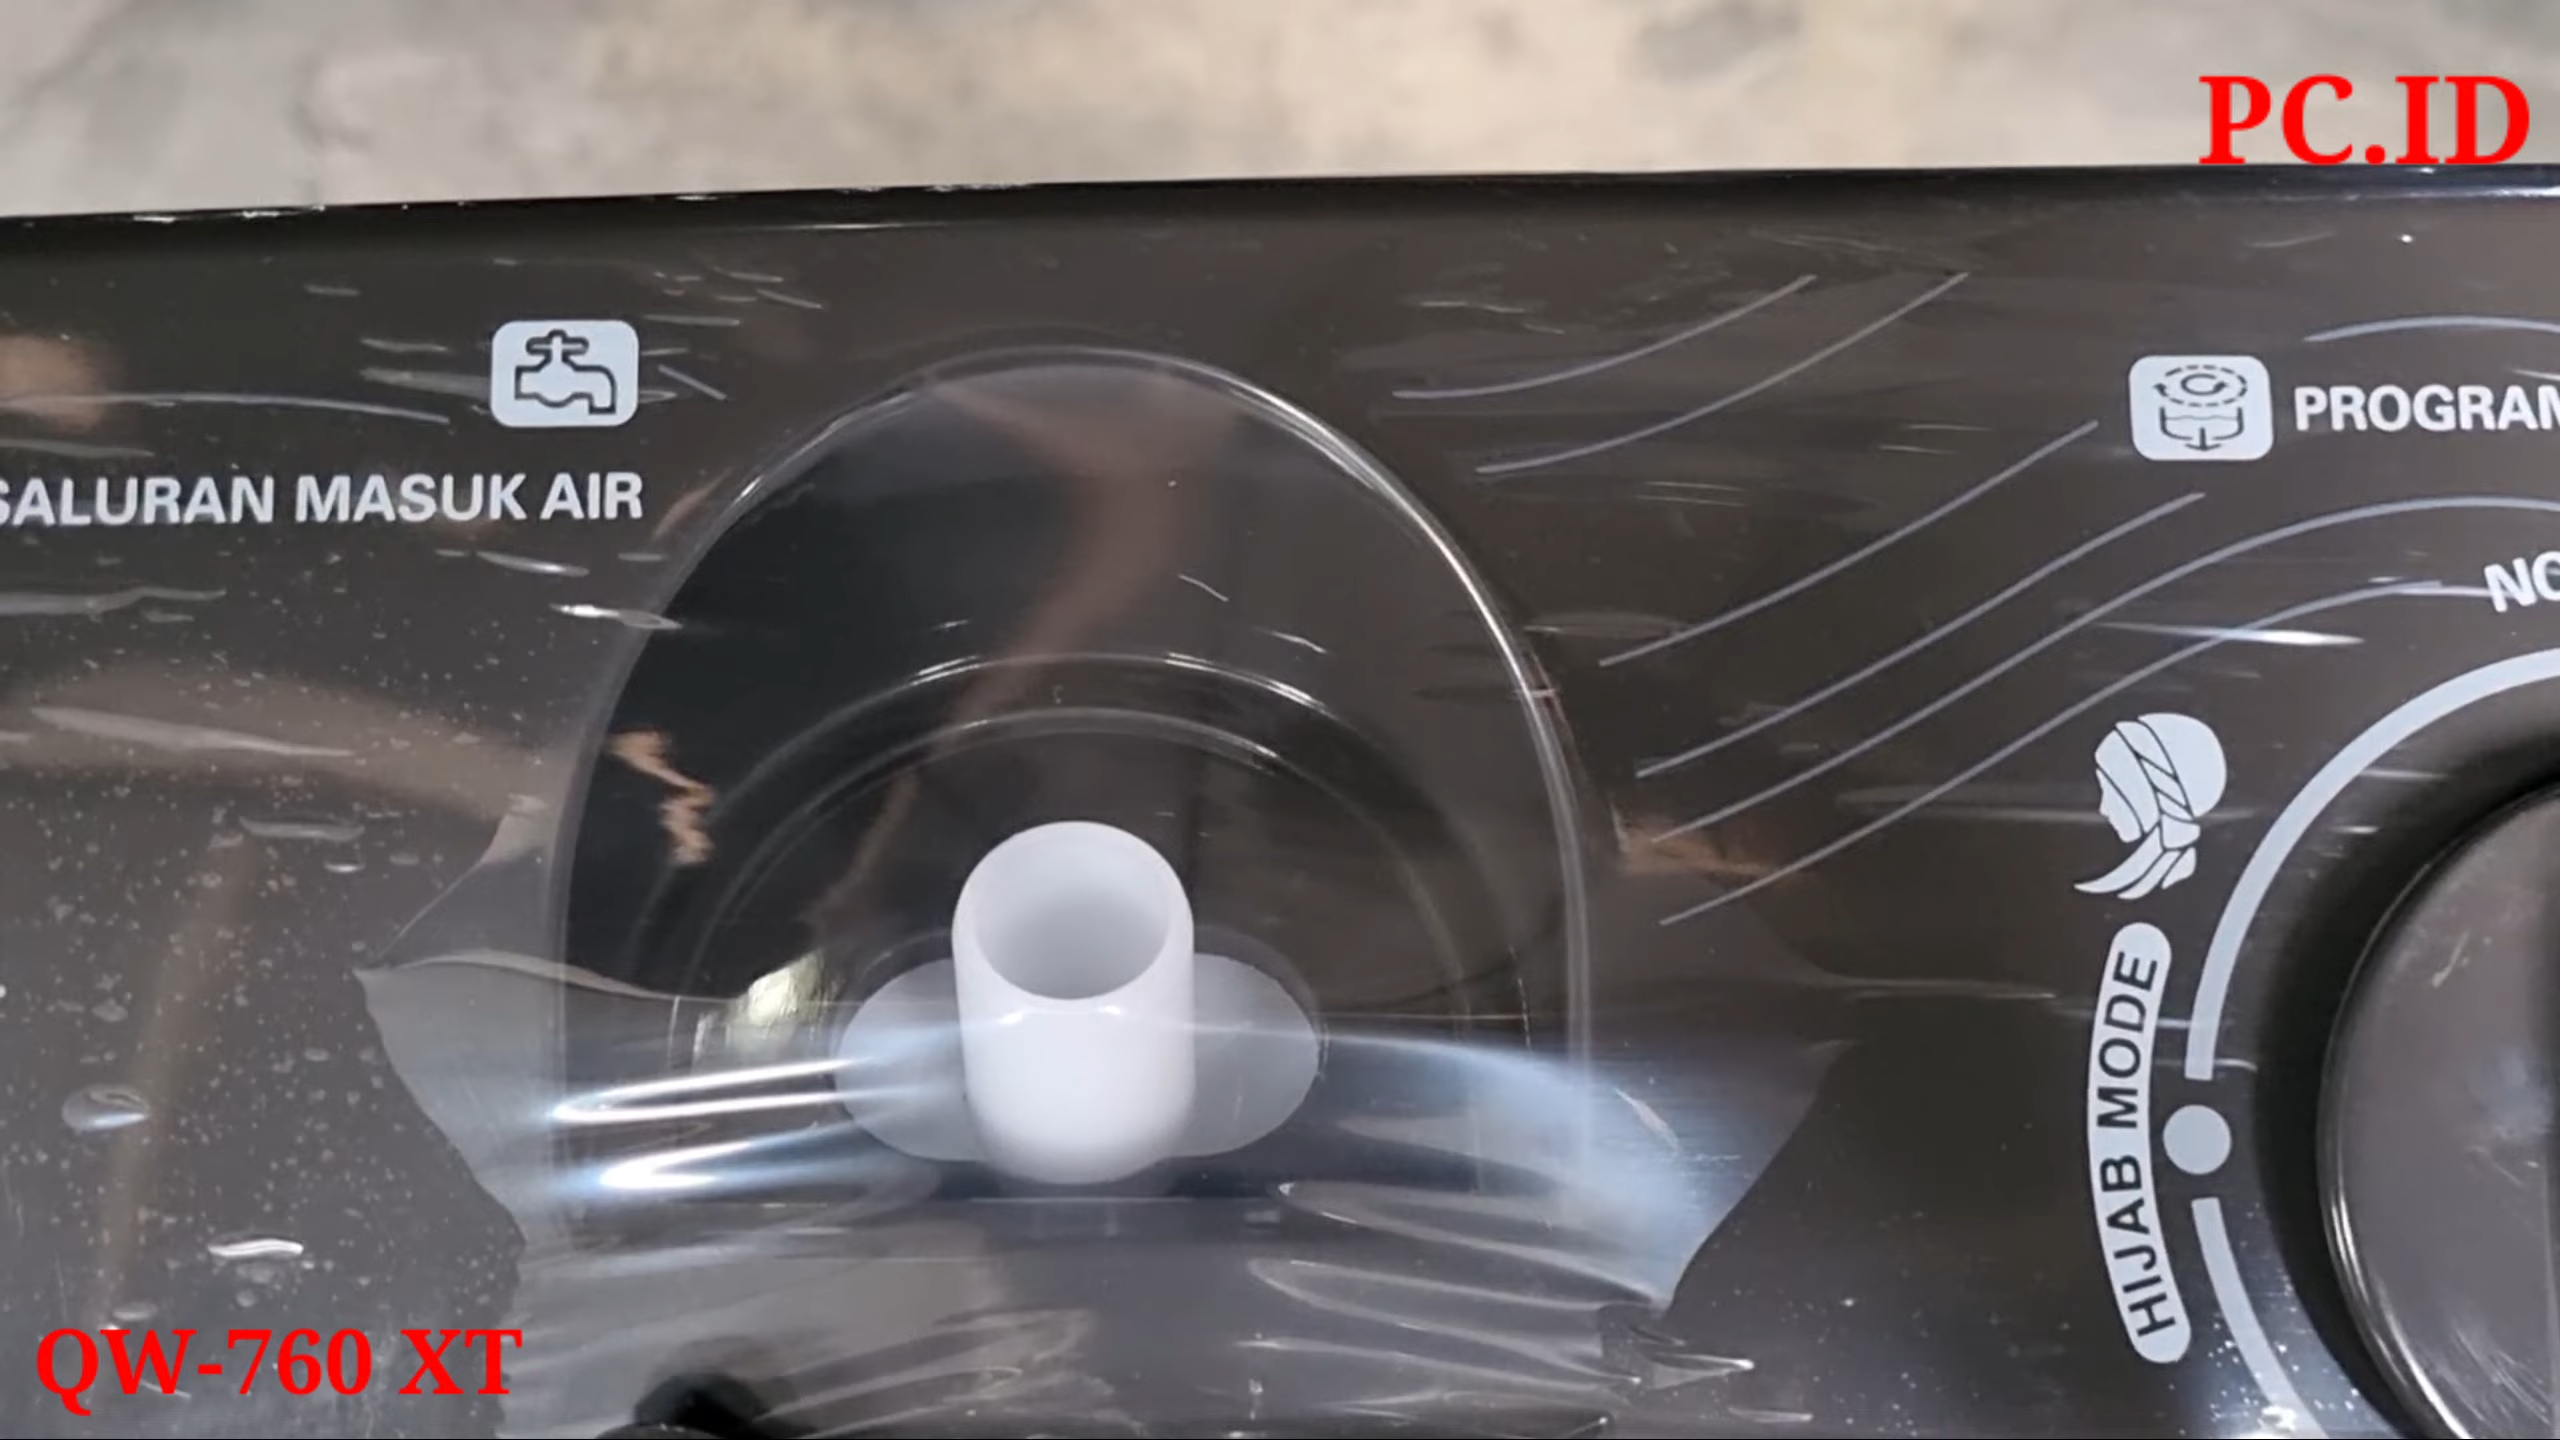 PC.ID
SALURAN MASUK AIR
PROGRAM
HIJAB MODE
QW-760 XT